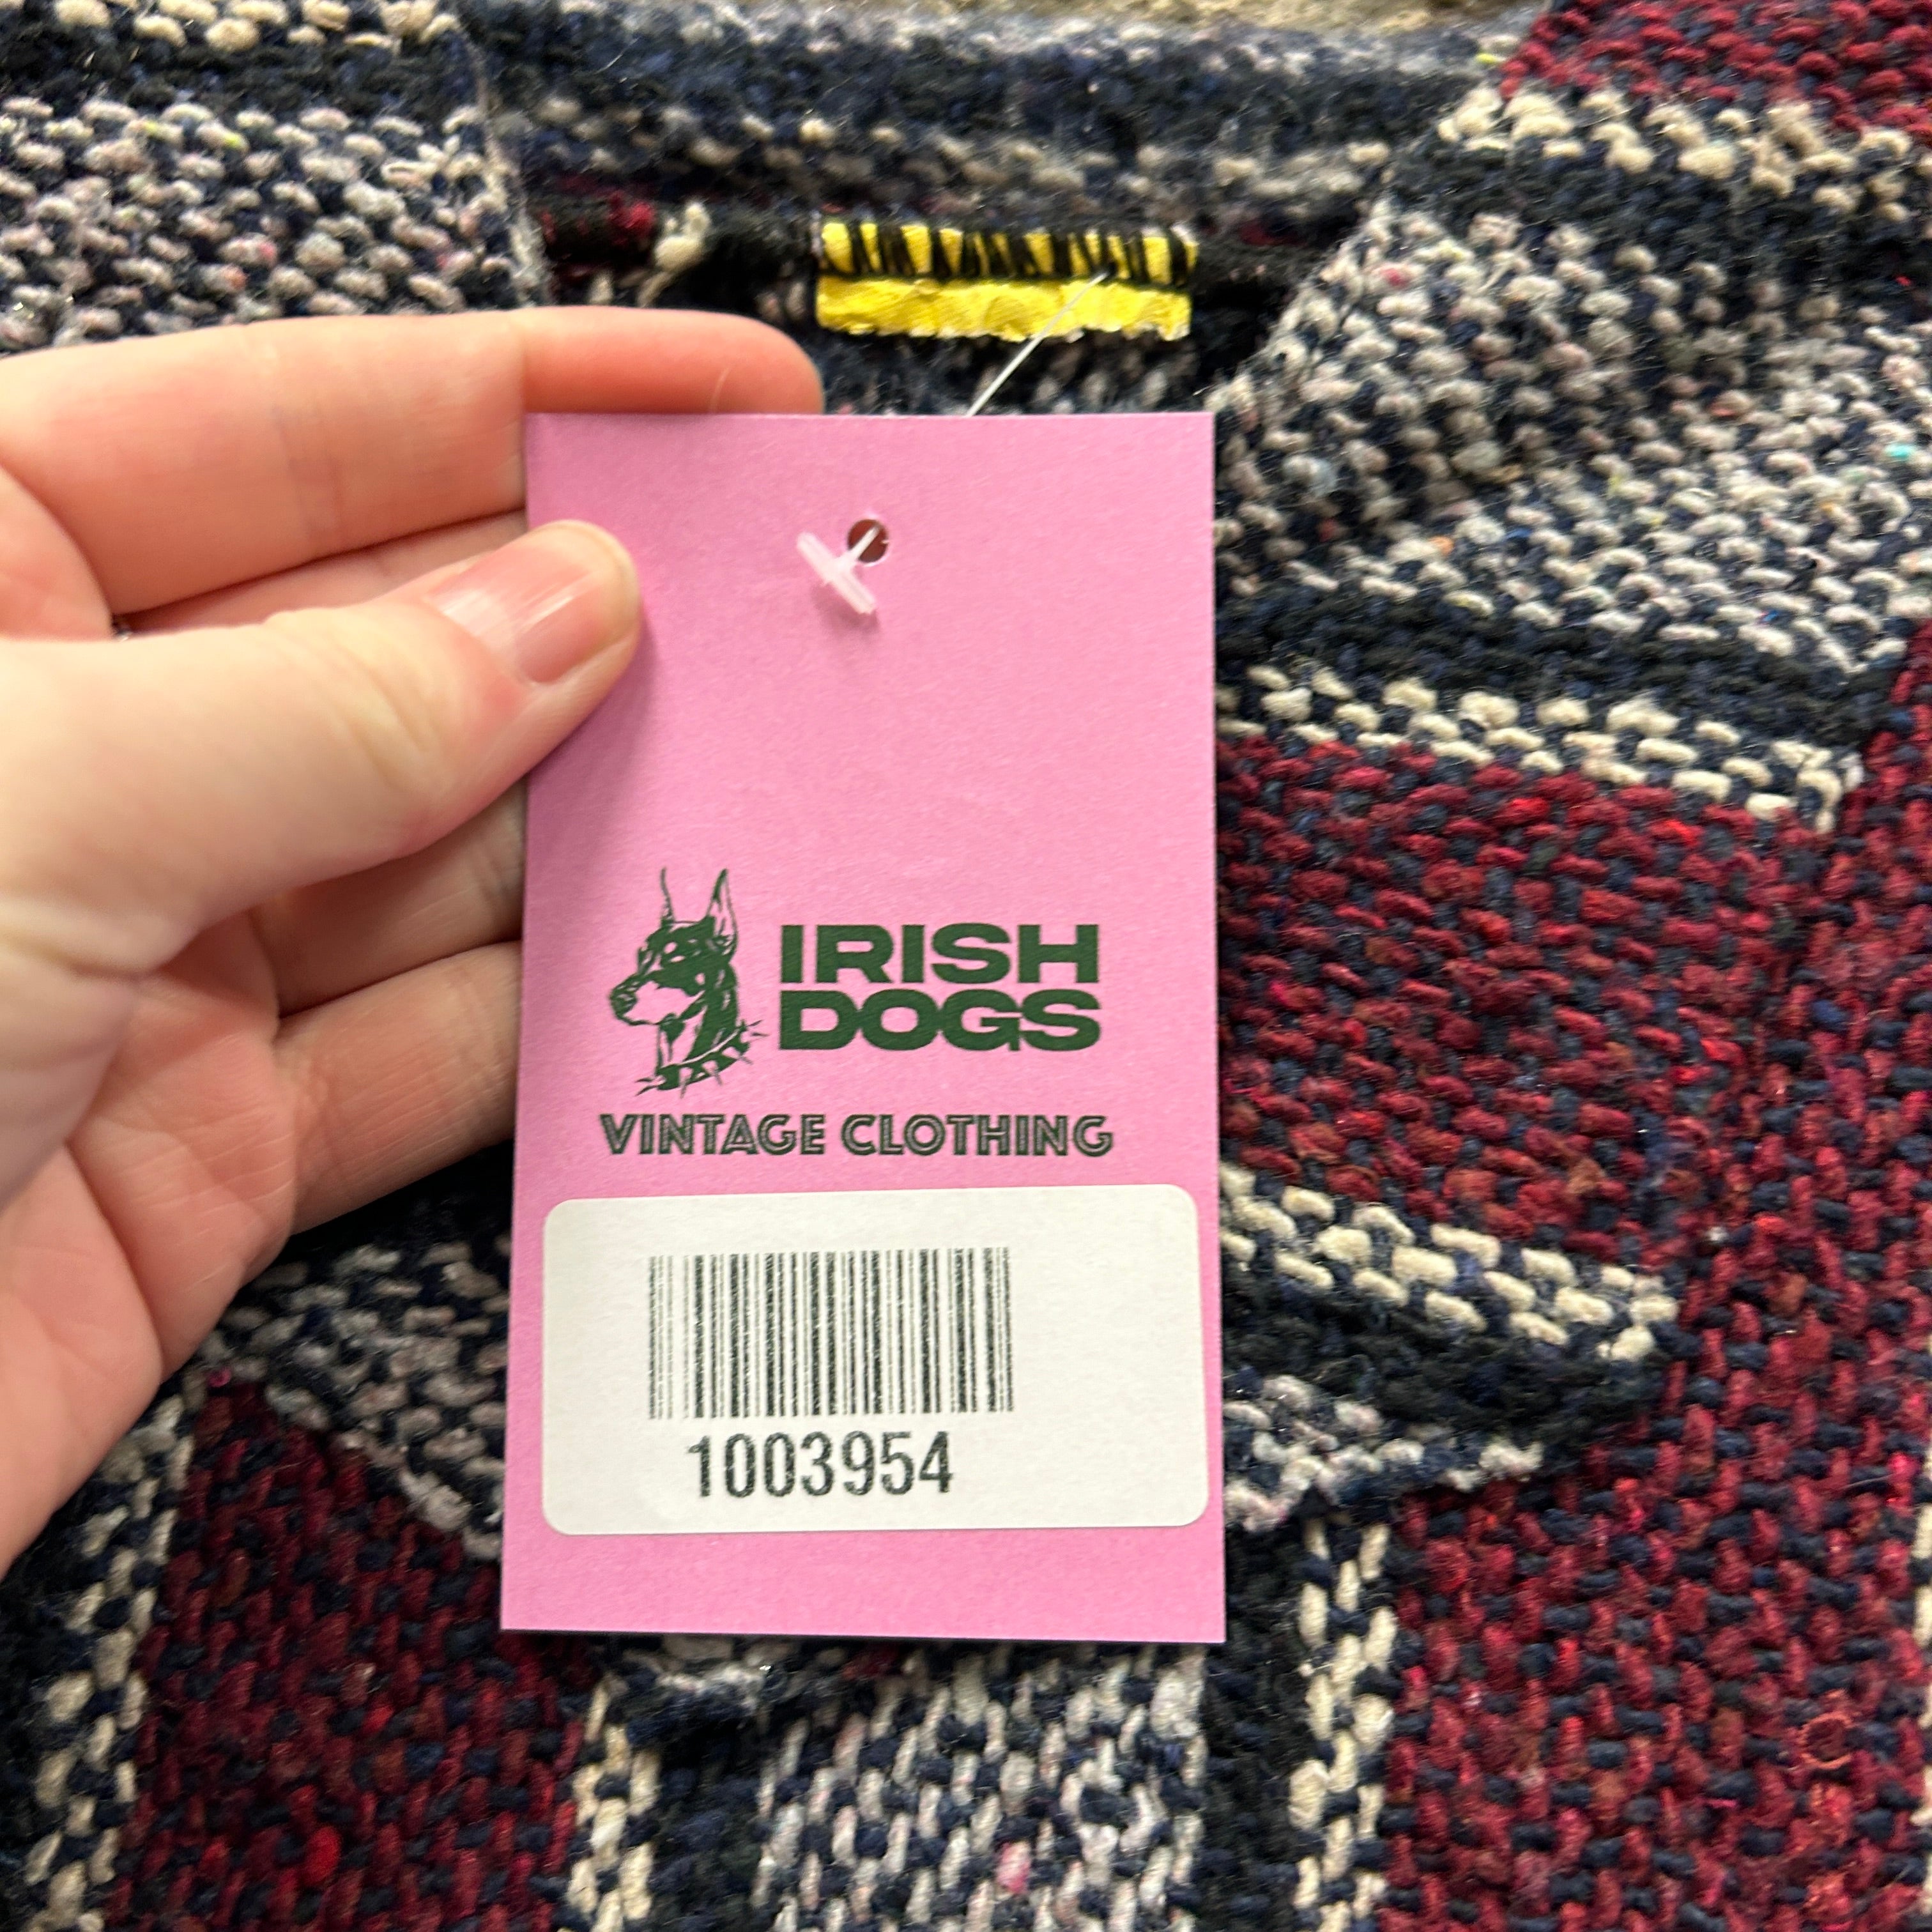 IRISH
DOGS
VINTAGE CLOTHING
1003954